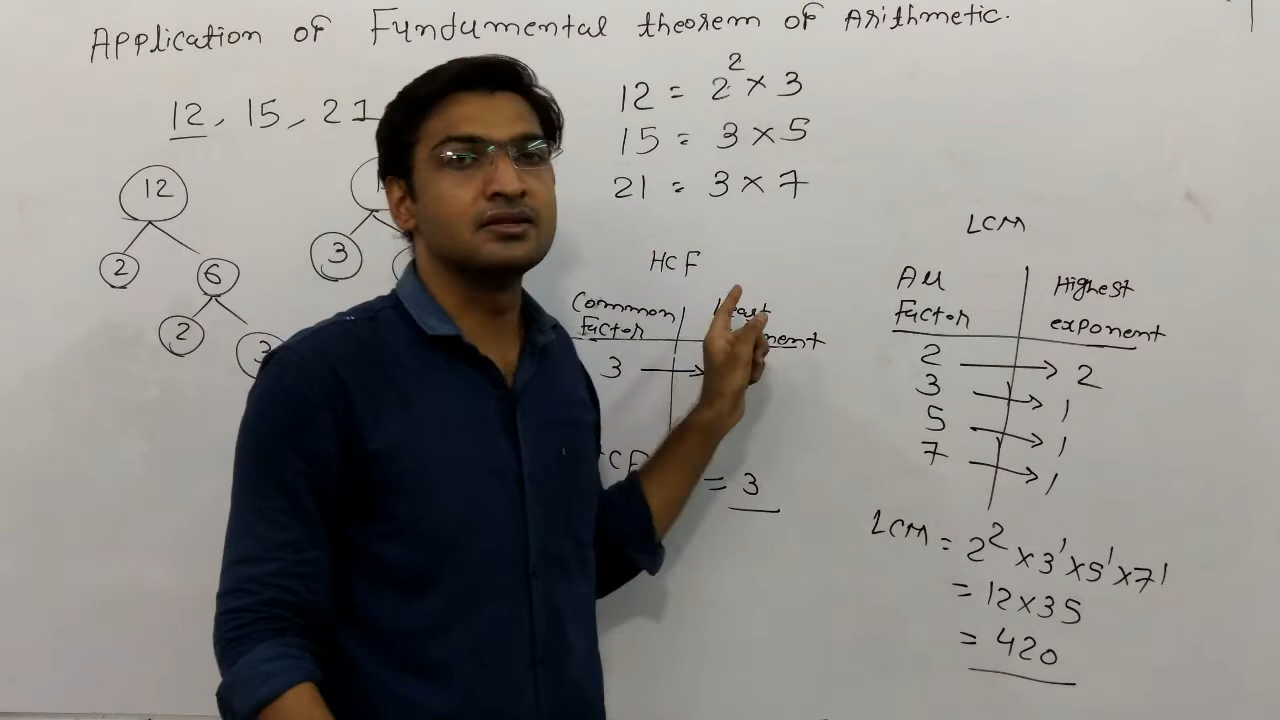 Application of Fundumental theorem of Arithmetic.
12, 15, 21
12
2 6
2 3
3
12 = 2² × 3
15 = 3 × 5
21 = 3 × 7
HCF
Common Factor
3 →
= 3
LCM
All Factor Highest exponent
2 → 2
3 → 1
5 → 1
7 → 1
LCM = 2² × 3¹ × 5¹ × 7¹
= 12 × 35
= 420